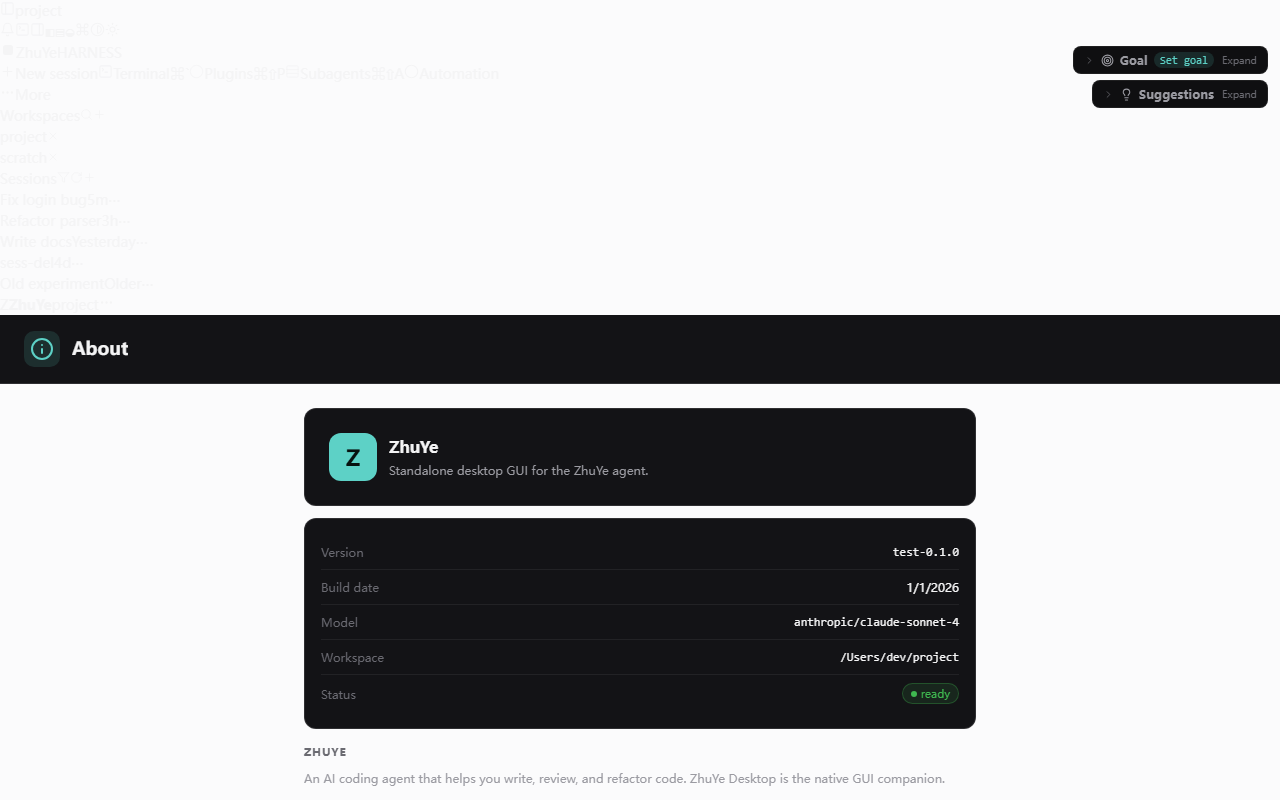 project
ZhuYeHARNESS
New session Terminal Plugins Subagents Automation
More
Workspaces
project
scratch
Sessions
Fix login bug5m
Refactor parser3h
Write docsYesterday
sess-del4d
Old experimentOlder
ZZhuYeproject
Goal Set goal Expand
Suggestions Expand
About
Z
ZhuYe
Standalone desktop GUI for the ZhuYe agent.
Version test-0.1.0
Build date 1/1/2026
Model anthropic/claude-sonnet-4
Workspace /Users/dev/project
Status ready
ZHUYE
An AI coding agent that helps you write, review, and refactor code. ZhuYe Desktop is the native GUI companion.